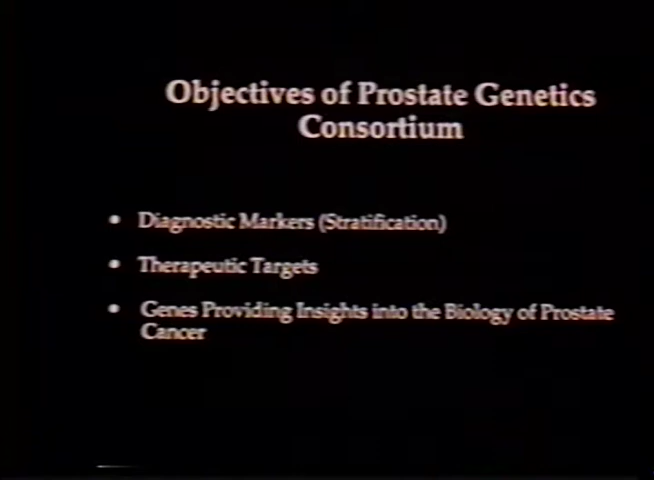 Objectives of Prostate Genetics
Consortium
• Diagnostic Markers (Stratification)
• Therapeutic Targets
• Genes Providing Insights into the Biology of Prostate
Cancer